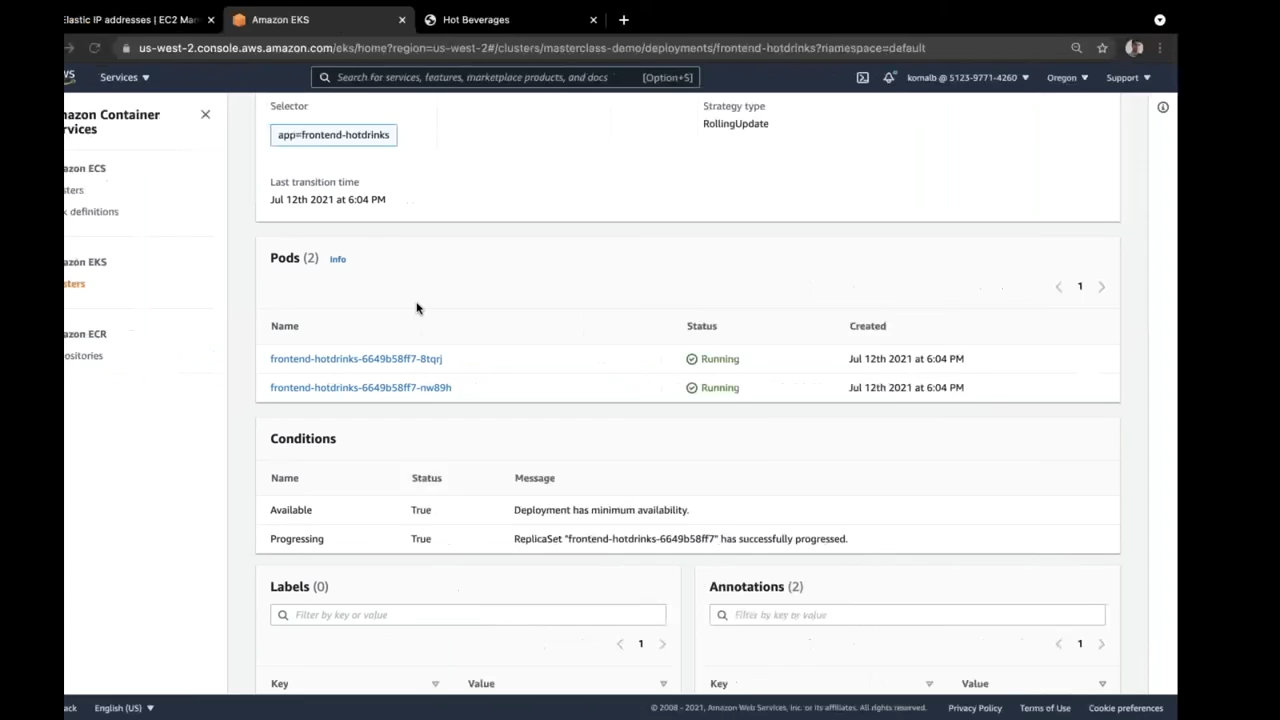 Elastic IP addresses | EC2 Man
Amazon EKS
Hot Beverages
us-west-2.console.aws.amazon.com/eks/home?region=us-west-2#/clusters/masterclass-demo/deployments/frontend-hotdrinks?namespace=default
WS
Services
Search for services, features, marketplace products, and docs
[Option+S]
komalb @ 5123-9771-4260
Oregon
Support
mazon Container
rvices
azon ECS
sters
k definitions
azon EKS
sters
azon ECR
ositories
Selector
app=frontend-hotdrinks
Strategy type
RollingUpdate
Last transition time
Jul 12th 2021 at 6:04 PM
Pods (2) Info
1
Name Status Created
frontend-hotdrinks-6649b58ff7-8tqrj Running Jul 12th 2021 at 6:04 PM
frontend-hotdrinks-6649b58ff7-nw89h Running Jul 12th 2021 at 6:04 PM
Conditions
Name Status Message
Available True Deployment has minimum availability.
Progressing True ReplicaSet "frontend-hotdrinks-6649b58ff7" has successfully progressed.
Labels (0)
Filter by key or value
1
Key Value
Annotations (2)
Filter by key or value
1
Key Value
ack English (US)
© 2008 - 2021, Amazon Web Services, Inc. or its affiliates. All rights reserved. Privacy Policy Terms of Use Cookie preferences